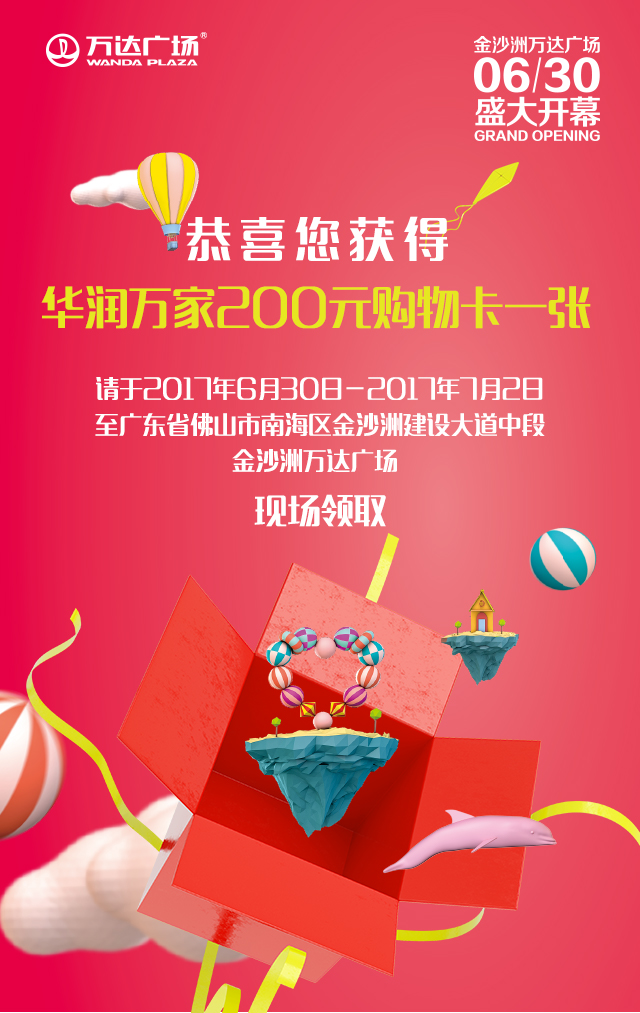 万达广场®
WANDA PLAZA
金沙洲万达广场
06/30
盛大开幕
GRAND OPENING
恭喜您获得
华润万家200元购物卡一张
请于2017年6月30日-2017年7月2日
至广东省佛山市南海区金沙洲建设大道中段
金沙洲万达广场
现场领取